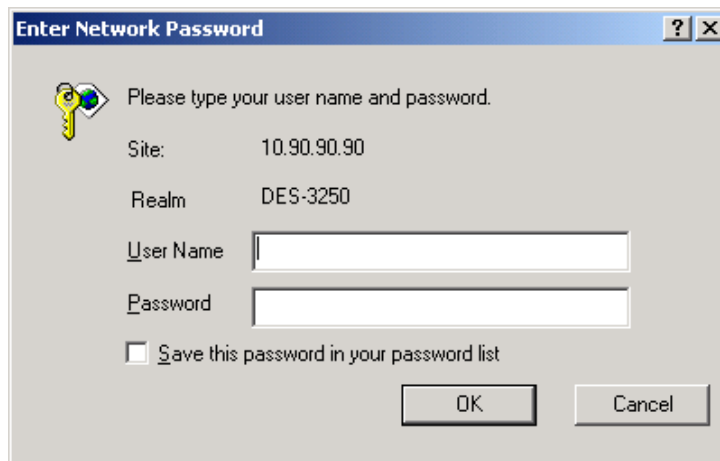 Enter Network Password
Please type your user name and password.
Site: 10.90.90.90
Realm DES-3250
User Name
Password
Save this password in your password list
OK Cancel